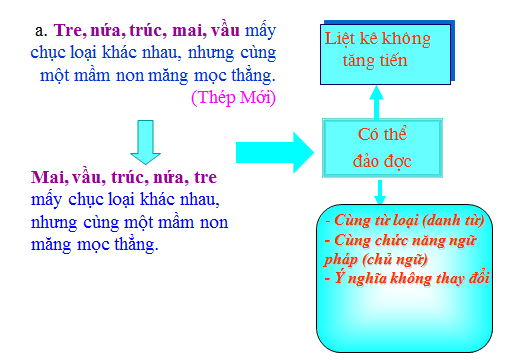 a. Tre, nứa, trúc, mai, vầu mấy
chục loại khác nhau, nhưng cùng
một mầm non măng mọc thẳng.
(Thép Mới)
Mai, vầu, trúc, nứa, tre
mấy chục loại khác nhau,
nhưng cùng một mầm non
măng mọc thẳng.
Liệt kê không
tăng tiến
Có thể
đảo đợc
- Cùng từ loại (danh từ)
- Cùng chức năng ngữ
pháp (chủ ngữ)
- Ý nghĩa không thay đổi